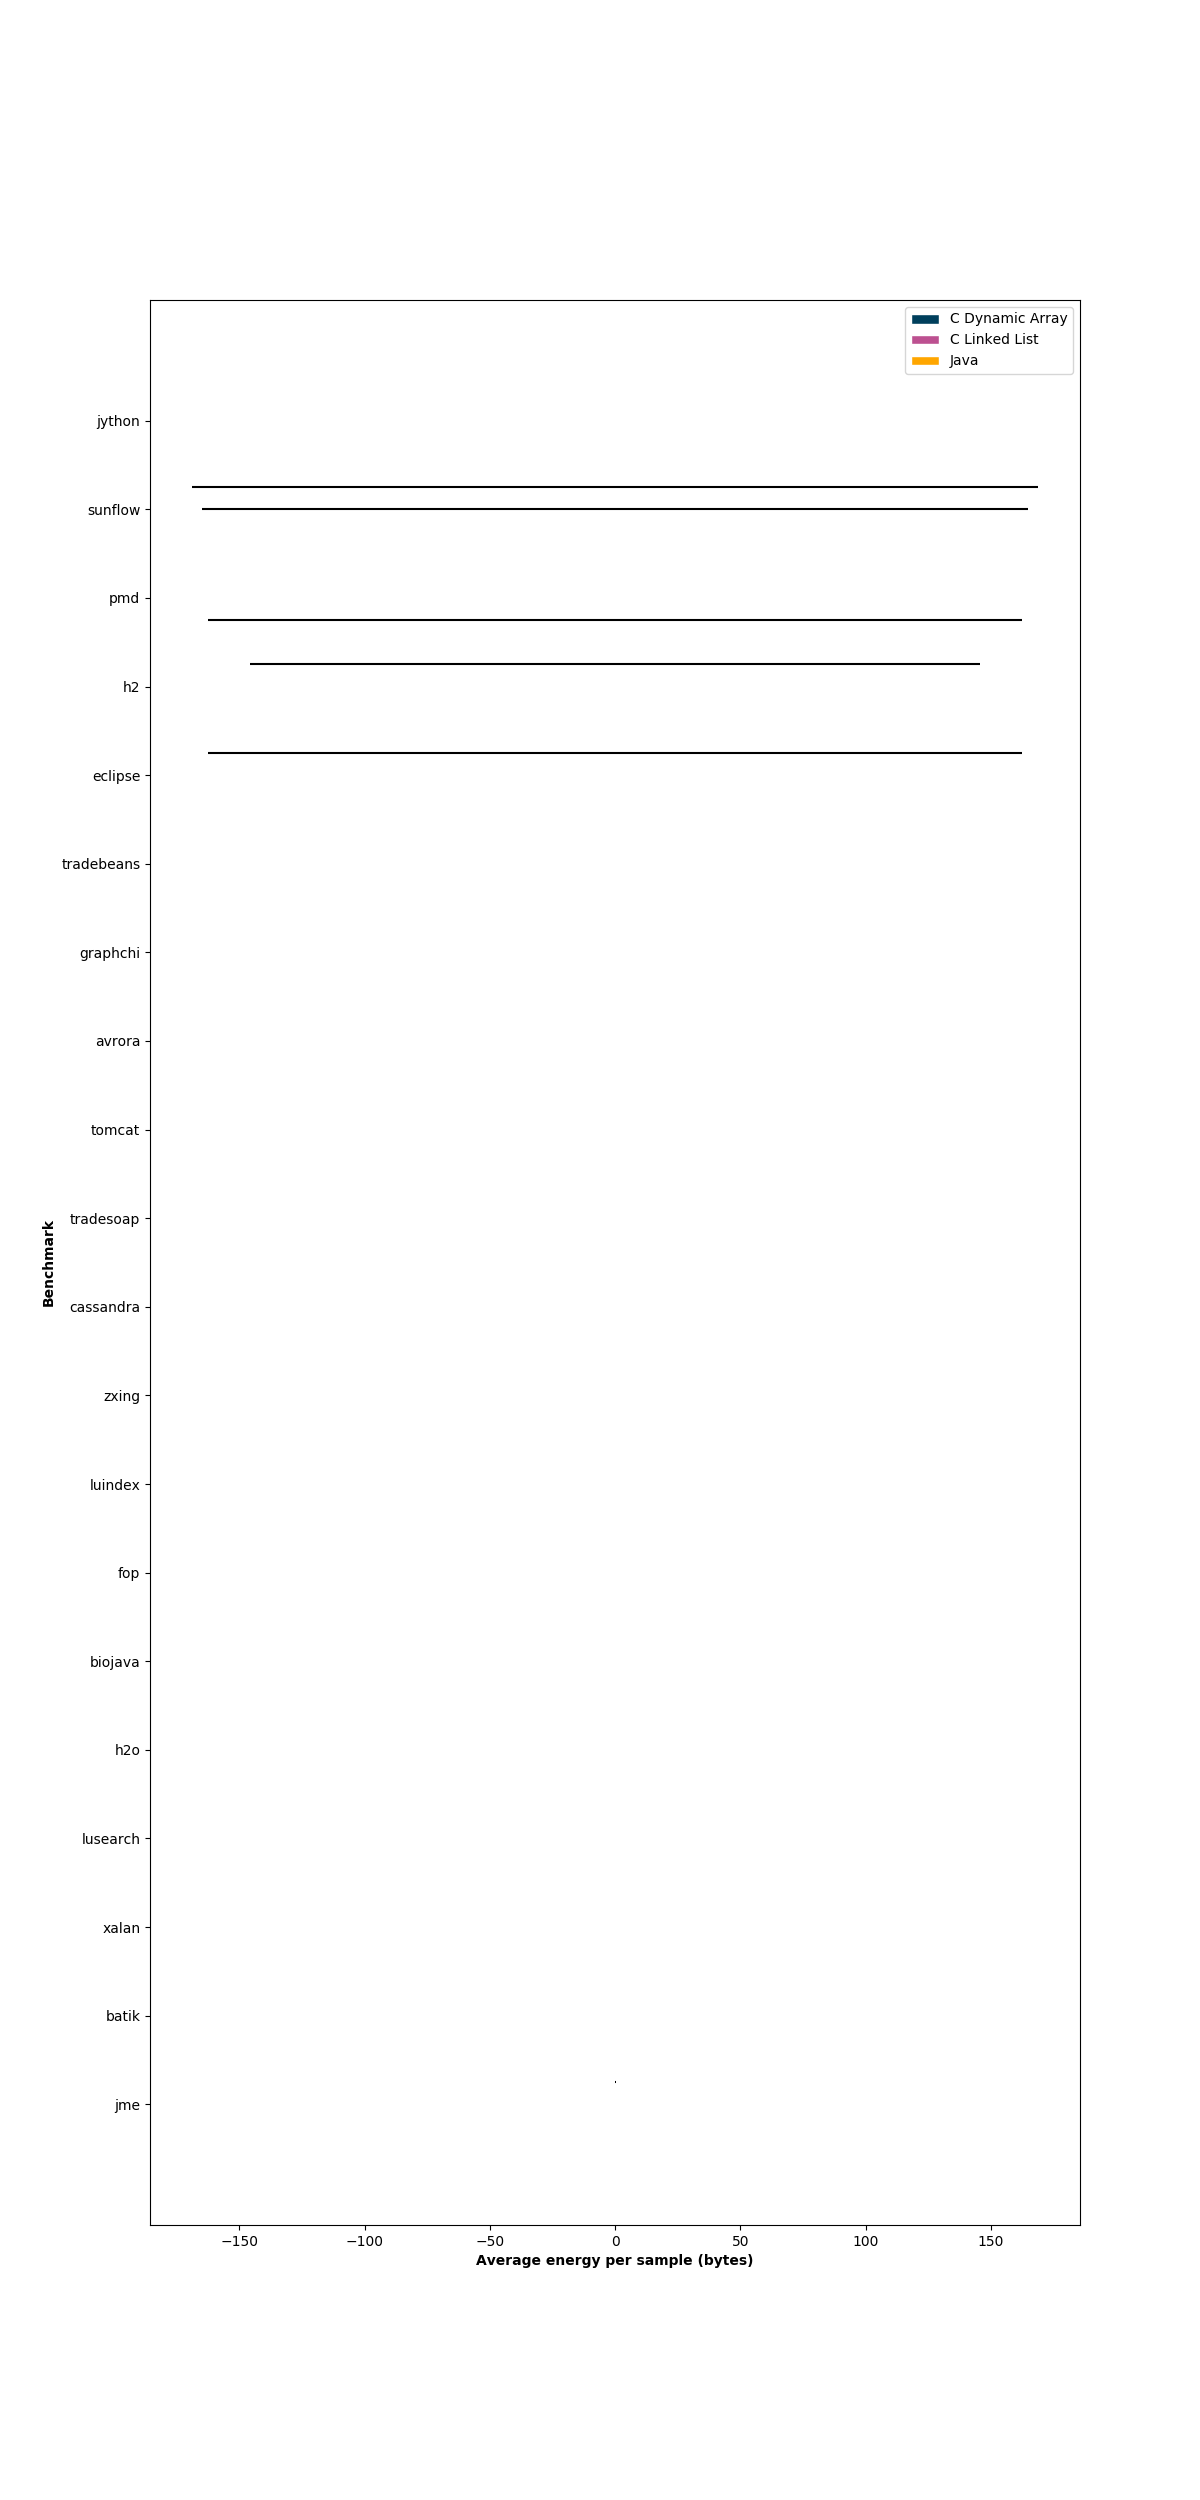 C Dynamic Array
C Linked List
Java
jython
sunflow
pmd
h2
eclipse
tradebeans
graphchi
avrora
tomcat
tradesoap
Benchmark
cassandra
zxing
luindex
fop
biojava
h2o
lusearch
xalan
batik
jme
−150 −100 −50 0 50 100 150
Average energy per sample (bytes)